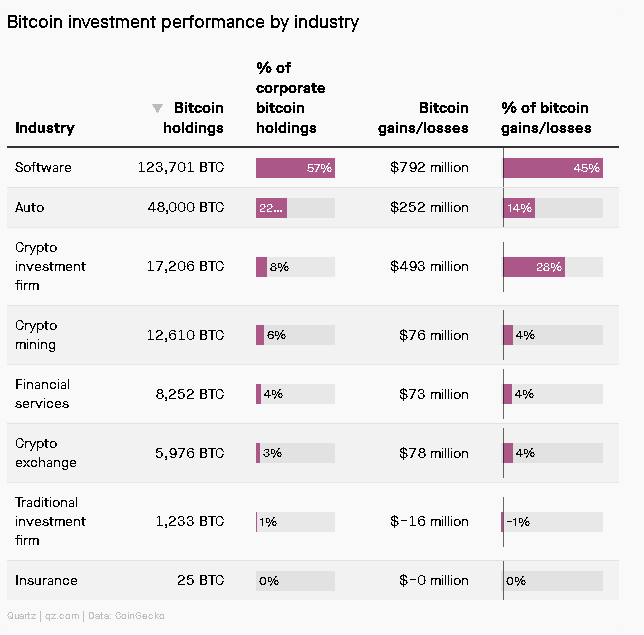 Bitcoin investment performance by industry
Industry ▼ Bitcoin holdings % of corporate bitcoin holdings Bitcoin gains/losses % of bitcoin gains/losses
Software 123,701 BTC 57% $792 million 45%
Auto 48,000 BTC 22... $252 million 14%
Crypto investment firm 17,206 BTC 8% $493 million 28%
Crypto mining 12,610 BTC 6% $76 million 4%
Financial services 8,252 BTC 4% $73 million 4%
Crypto exchange 5,976 BTC 3% $78 million 4%
Traditional investment firm 1,233 BTC 1% $-16 million -1%
Insurance 25 BTC 0% $-0 million 0%
Quartz | qz.com | Data: CoinGecko